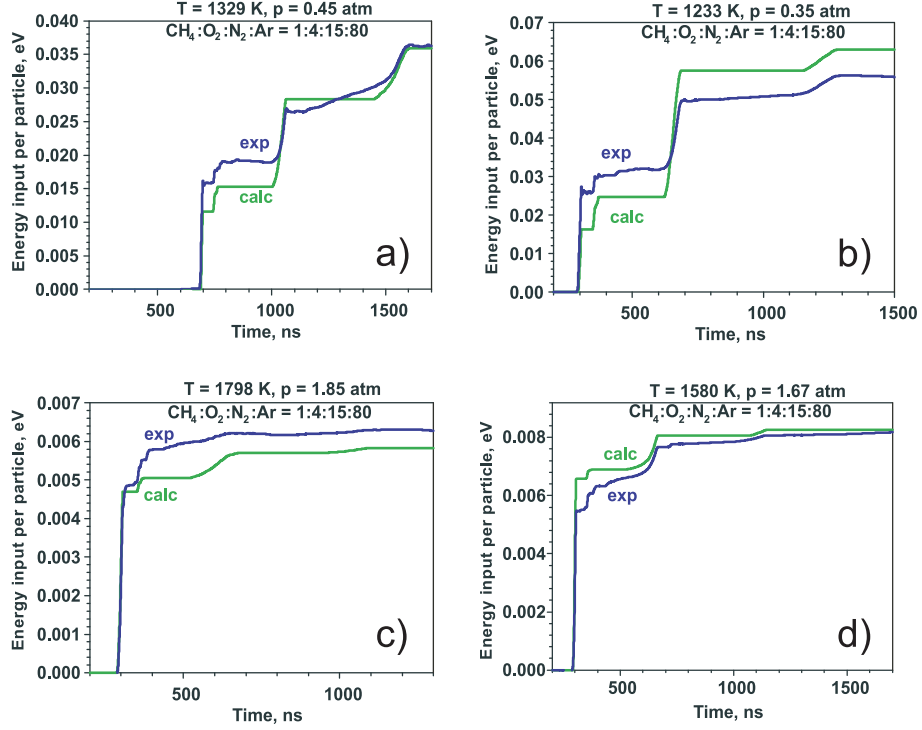 T = 1329 K, p = 0.45 atm
CH₄:O₂:N₂:Ar = 1:4:15:80
Energy input per particle, eV
0.040
0.035
0.030
0.025
0.020
0.015
0.010
0.005
0.000
exp
calc
a)
500
1000
1500
Time, ns
T = 1233 K, p = 0.35 atm
CH₄:O₂:N₂:Ar = 1:4:15:80
Energy input per particle, eV
0.07
0.06
0.05
0.04
0.03
0.02
0.01
0.00
exp
calc
b)
500
1000
1500
Time, ns
T = 1798 K, p = 1.85 atm
CH₄:O₂:N₂:Ar = 1:4:15:80
Energy input per particle, eV
0.007
0.006
0.005
0.004
0.003
0.002
0.001
0.000
exp
calc
c)
500
1000
Time, ns
T = 1580 K, p = 1.67 atm
CH₄:O₂:N₂:Ar = 1:4:15:80
Energy input per particle, eV
0.008
0.006
0.004
0.002
0.000
calc
exp
d)
500
1000
1500
Time, ns